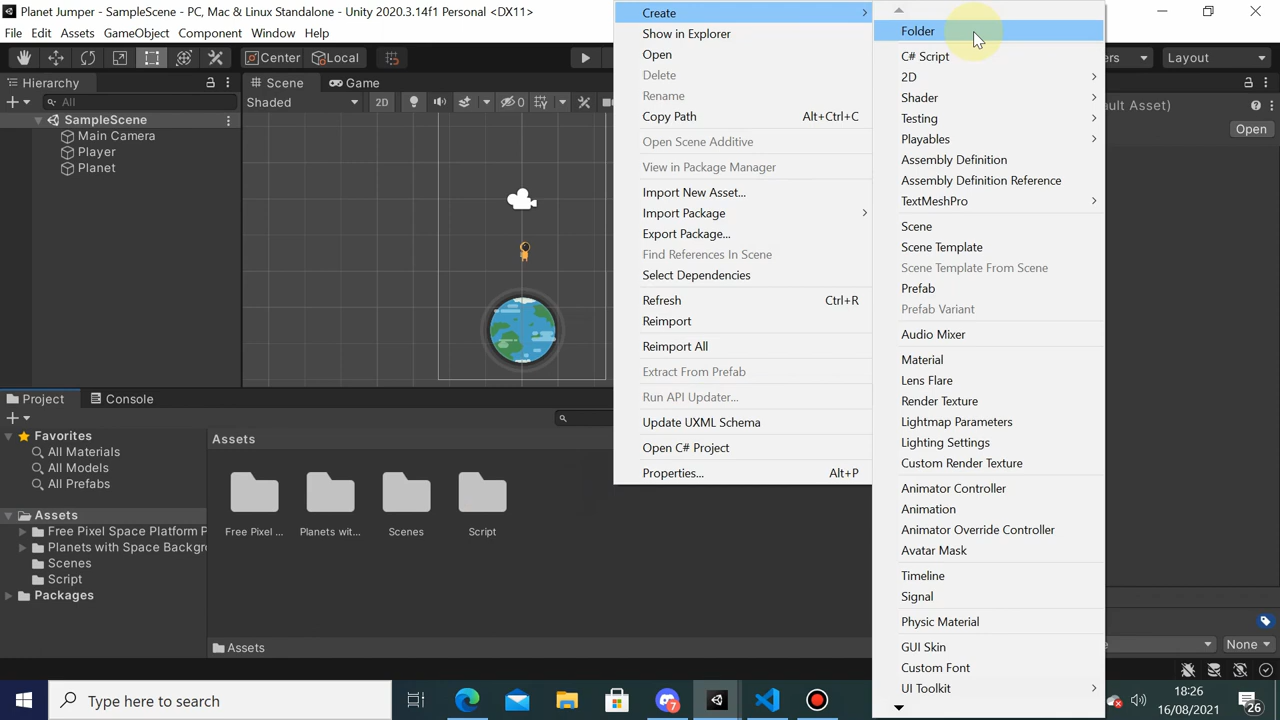 Planet Jumper - SampleScene - PC, Mac & Linux Standalone - Unity 2020.3.14f1 Personal <DX11>
File Edit Assets GameObject Component Window Help
Center Local
Layout
Hierarchy
All
SampleScene
Main Camera
Player
Planet
Scene Game
Shaded
2D
0
Create
Show in Explorer
Open
Delete
Rename
Copy Path Alt+Ctrl+C
Open Scene Additive
View in Package Manager
Import New Asset...
Import Package
Export Package...
Find References In Scene
Select Dependencies
Refresh Ctrl+R
Reimport
Reimport All
Extract From Prefab
Run API Updater...
Update UXML Schema
Open C# Project
Properties... Alt+P
Folder
C# Script
2D
Shader
Testing
Playables
Assembly Definition
Assembly Definition Reference
TextMeshPro
Scene
Scene Template
Scene Template From Scene
Prefab
Prefab Variant
Audio Mixer
Material
Lens Flare
Render Texture
Lightmap Parameters
Lighting Settings
Custom Render Texture
Animator Controller
Animation
Animator Override Controller
Avatar Mask
Timeline
Signal
Physic Material
GUI Skin
Custom Font
UI Toolkit
Asset)
Open
None
Project Console
Favorites
All Materials
All Models
All Prefabs
Assets
Free Pixel Space Platform P
Planets with Space Backgro
Scenes
Script
Packages
Assets
Free Pixel ... Planets wit... Scenes Script
Assets
Type here to search
7
18:26
16/08/2021
26